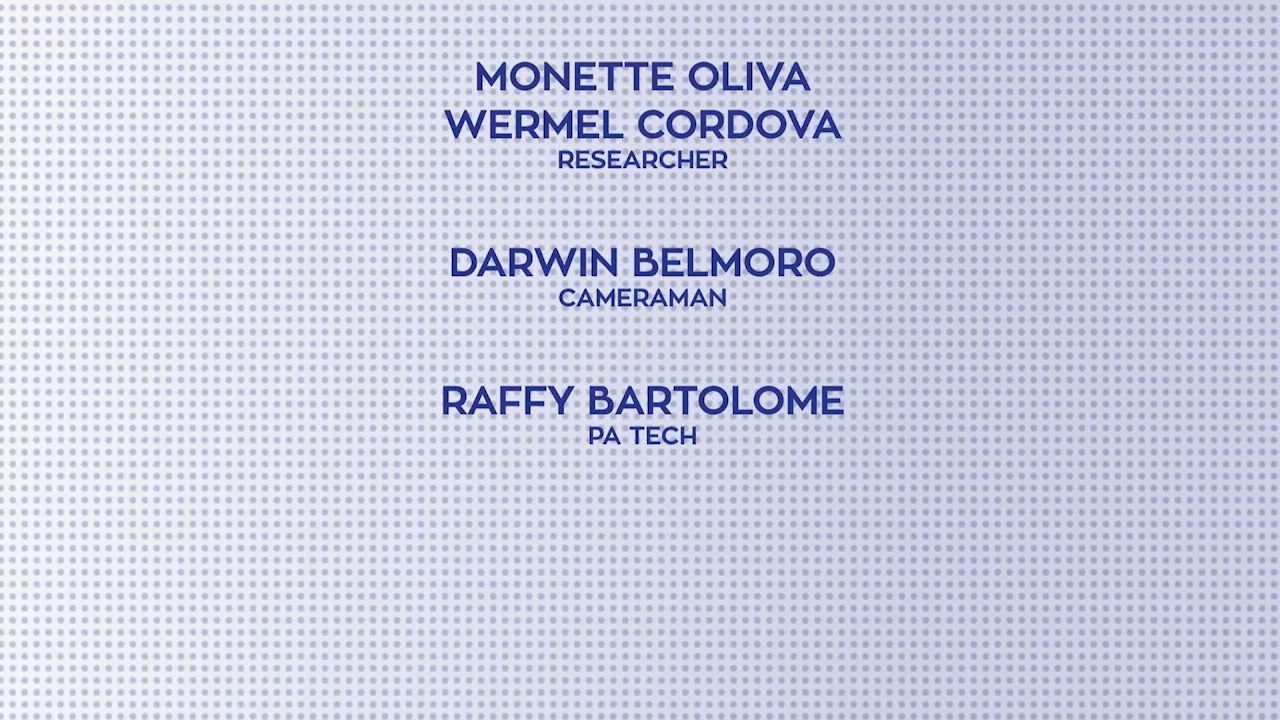 MONETTE OLIVA
WERMEL CORDOVA
RESEARCHER
DARWIN BELMORO
CAMERAMAN
RAFFY BARTOLOME
PA TECH